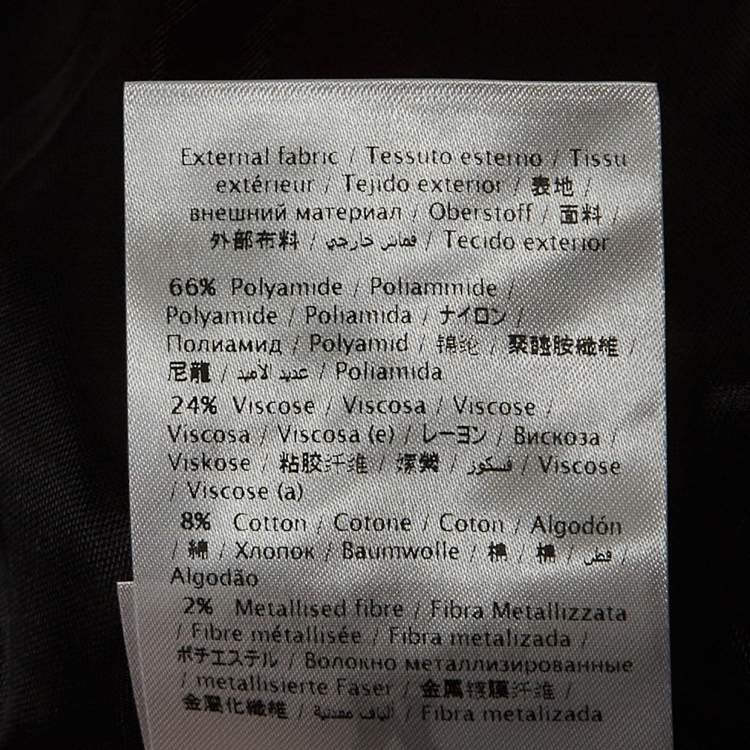 External fabric / Tessuto esterno / Tissu
extérieur / Tejido exterior / 表地 /
внешний материал / Oberstoff / 面料 /
外部布料 / قماش خارجي / Tecido exterior
66% Polyamide / Poliammide /
Polyamide / Poliamida / ナイロン /
Полиамид / Polyamid / 锦纶 / 聚醯胺纖維 /
尼龍 / عديد الأميد / Poliamida
24% Viscose / Viscosa / Viscose /
Viscosa / Viscosa (e) / レーヨン / Вискоза /
Viskose / 粘胶纤维 / 嫘縈 / فسكوز / Viscose
/ Viscose (a)
8% Cotton / Cotone / Coton / Algodón
/ 綿 / Хлопок / Baumwolle / 棉 / 棉 / قطن /
Algodão
2% Metallised fibre / Fibra Metallizzata
/ Fibre métallisée / Fibra metalizada /
ポチエステル / Волокно металлизированные
/ metallisierte Faser / 金属镀膜纤维 /
金屬化纖維 / ألياف معدنية / Fibra metalizada